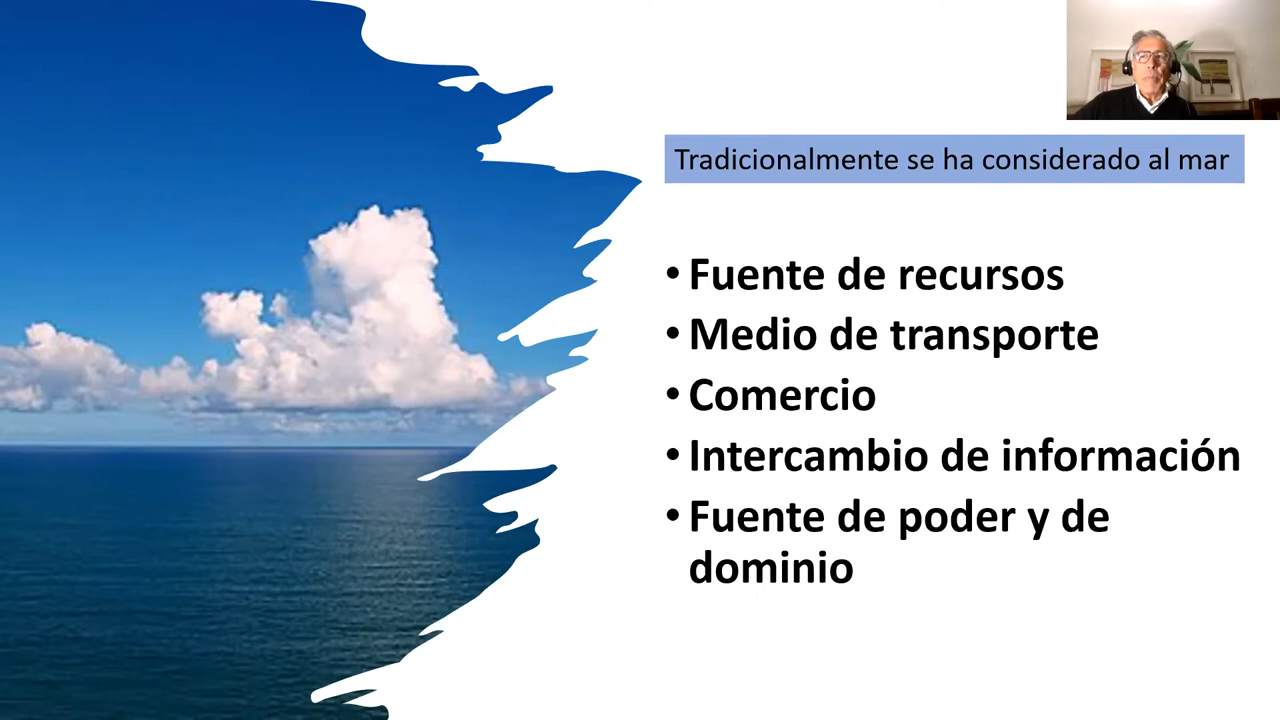 Tradicionalmente se ha considerado al mar
• Fuente de recursos
• Medio de transporte
• Comercio
• Intercambio de información
• Fuente de poder y de
dominio